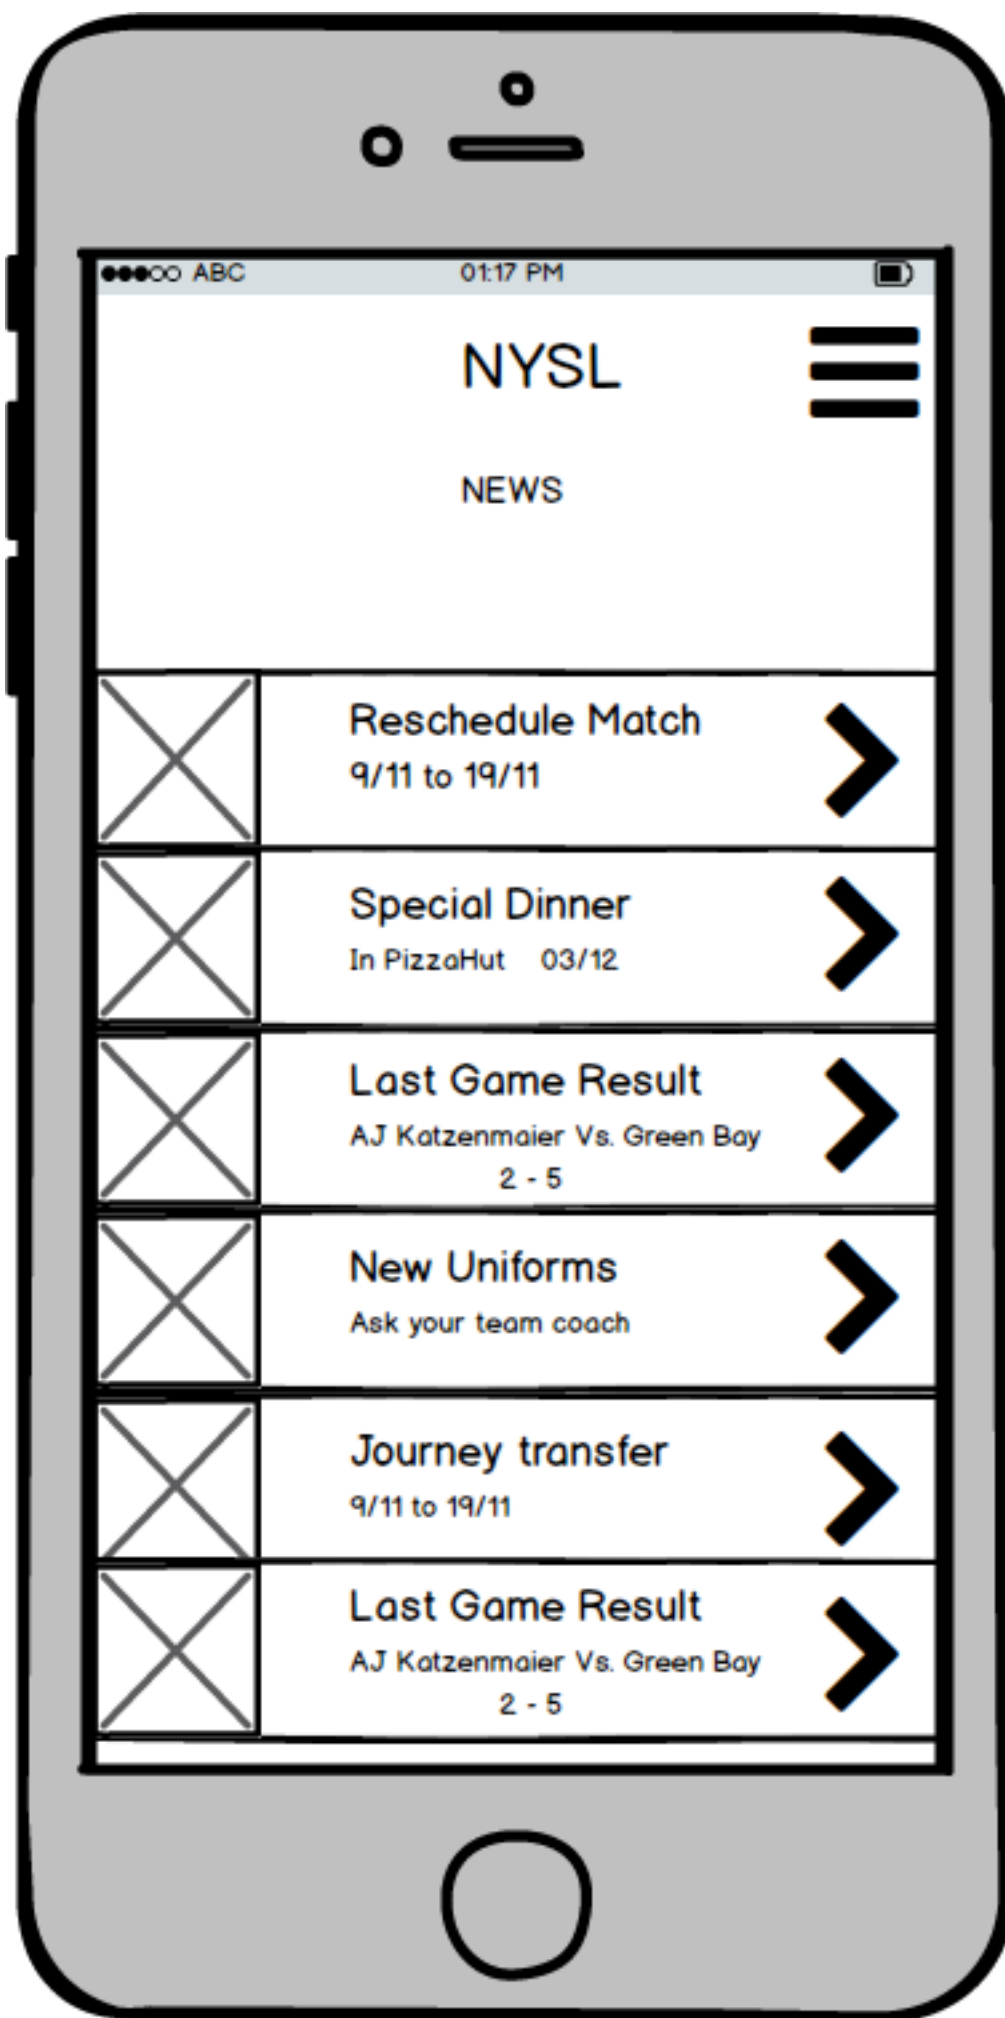 ABC 01:17 PM
NYSL
NEWS
Reschedule Match
9/11 to 19/11
Special Dinner
In PizzaHut 03/12
Last Game Result
AJ Katzenmaier Vs. Green Bay
2 - 5
New Uniforms
Ask your team coach
Journey transfer
9/11 to 19/11
Last Game Result
AJ Katzenmaier Vs. Green Bay
2 - 5